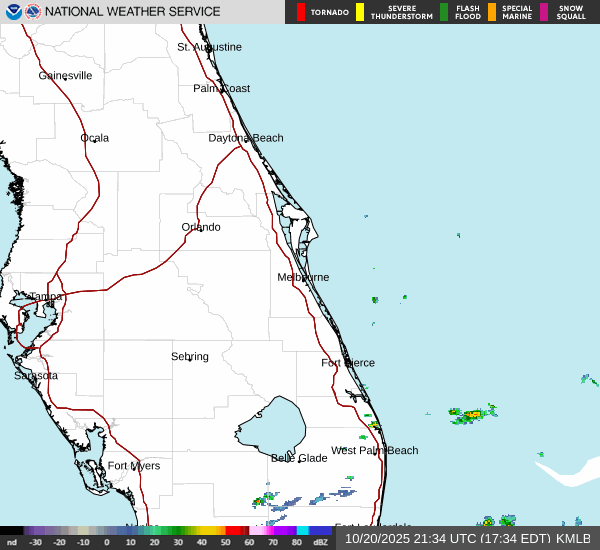 NATIONAL WEATHER SERVICE
TORNADO
SEVERE THUNDERSTORM
FLASH FLOOD
SPECIAL MARINE
SNOW SQUALL
St. Augustine
Gainesville
Palm Coast
Ocala
Daytona Beach
Orlando
Melbourne
Tampa
Sebring
Fort Pierce
Sarasota
West Palm Beach
Belle Glade
Fort Myers
nd -30 -20 -10 0 10 20 30 40 50 60 70 80 dBZ
10/20/2025 21:34 UTC (17:34 EDT) KMLB